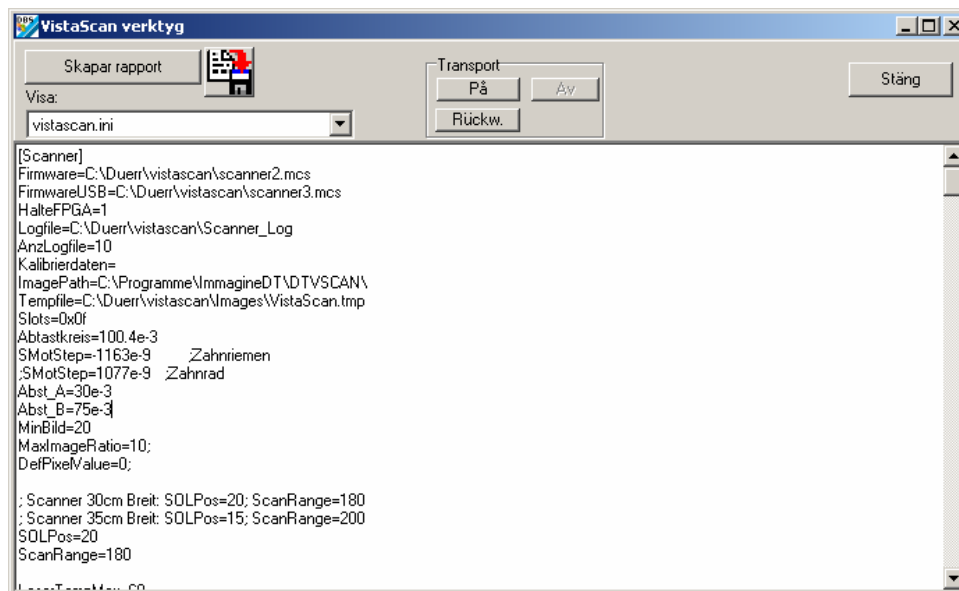 DBS VistaScan verktyg
Skapar rapport
Transport
På Av
Stäng
Visa:
vistascan.ini
Rückw.
[Scanner]
Firmware=C:\Duerr\vistascan\scanner2.mcs
FirmwareUSB=C:\Duerr\vistascan\scanner3.mcs
HalteFPGA=1
Logfile=C:\Duerr\vistascan\Scanner_Log
AnzLogfile=10
Kalibrierdaten=
ImagePath=C:\Programme\ImmagineDT\DTVSCAN\
Tempfile=C:\Duerr\vistascan\Images\VistaScan.tmp
Slots=0x0f
Abtastkreis=100.4e-3
SMotStep=-1163e-9 ;Zahnriemen
;SMotStep=1077e-9 ;Zahnrad
Abst_A=30e-3
Abst_B=75e-3
MinBild=20
MaxImageRatio=10;
DefPixelValue=0;
; Scanner 30cm Breit: SOLPos=20; ScanRange=180
; Scanner 35cm Breit: SOLPos=15; ScanRange=200
SOLPos=20
ScanRange=180